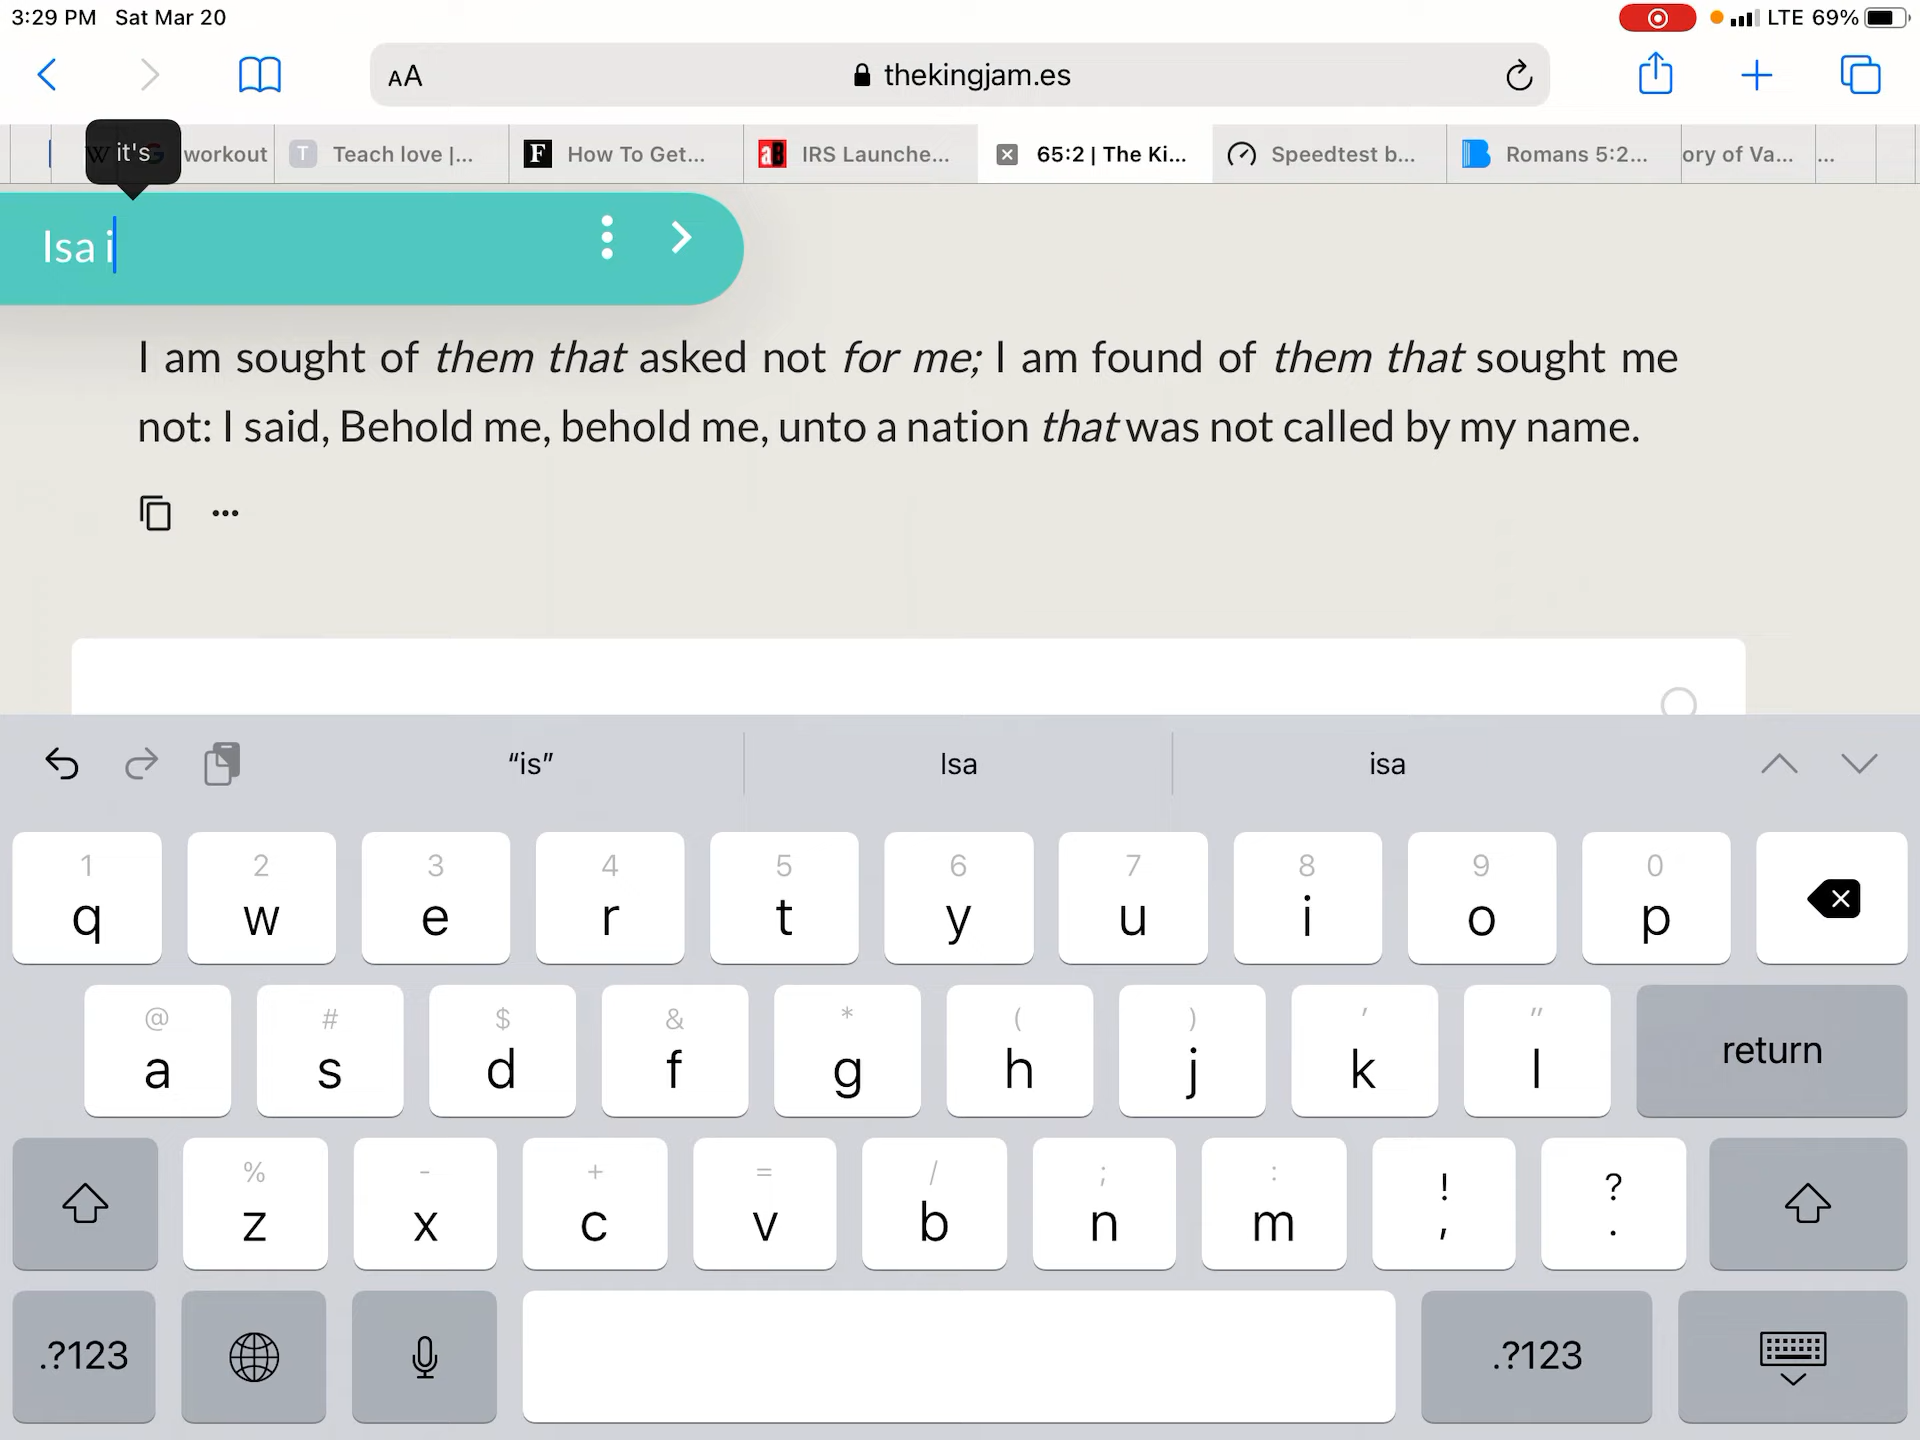 3:29 PM Sat Mar 20
LTE 69%
AA
thekingjam.es
it's
workout
Teach love |...
How To Get...
IRS Launche...
65:2 | The Ki...
Speedtest b...
Romans 5:2...
ory of Va...
...
Isa i
I am sought of them that asked not for me; I am found of them that sought me
not: I said, Behold me, behold me, unto a nation that was not called by my name.
“is” Isa isa
1 2 3 4 5 6 7 8 9 0
q w e r t y u i o p
@ # $ & * ( ) ' "
a s d f g h j k l return
% - + = / ; : ! ?
z x c v b n m , .
.?123 .?123